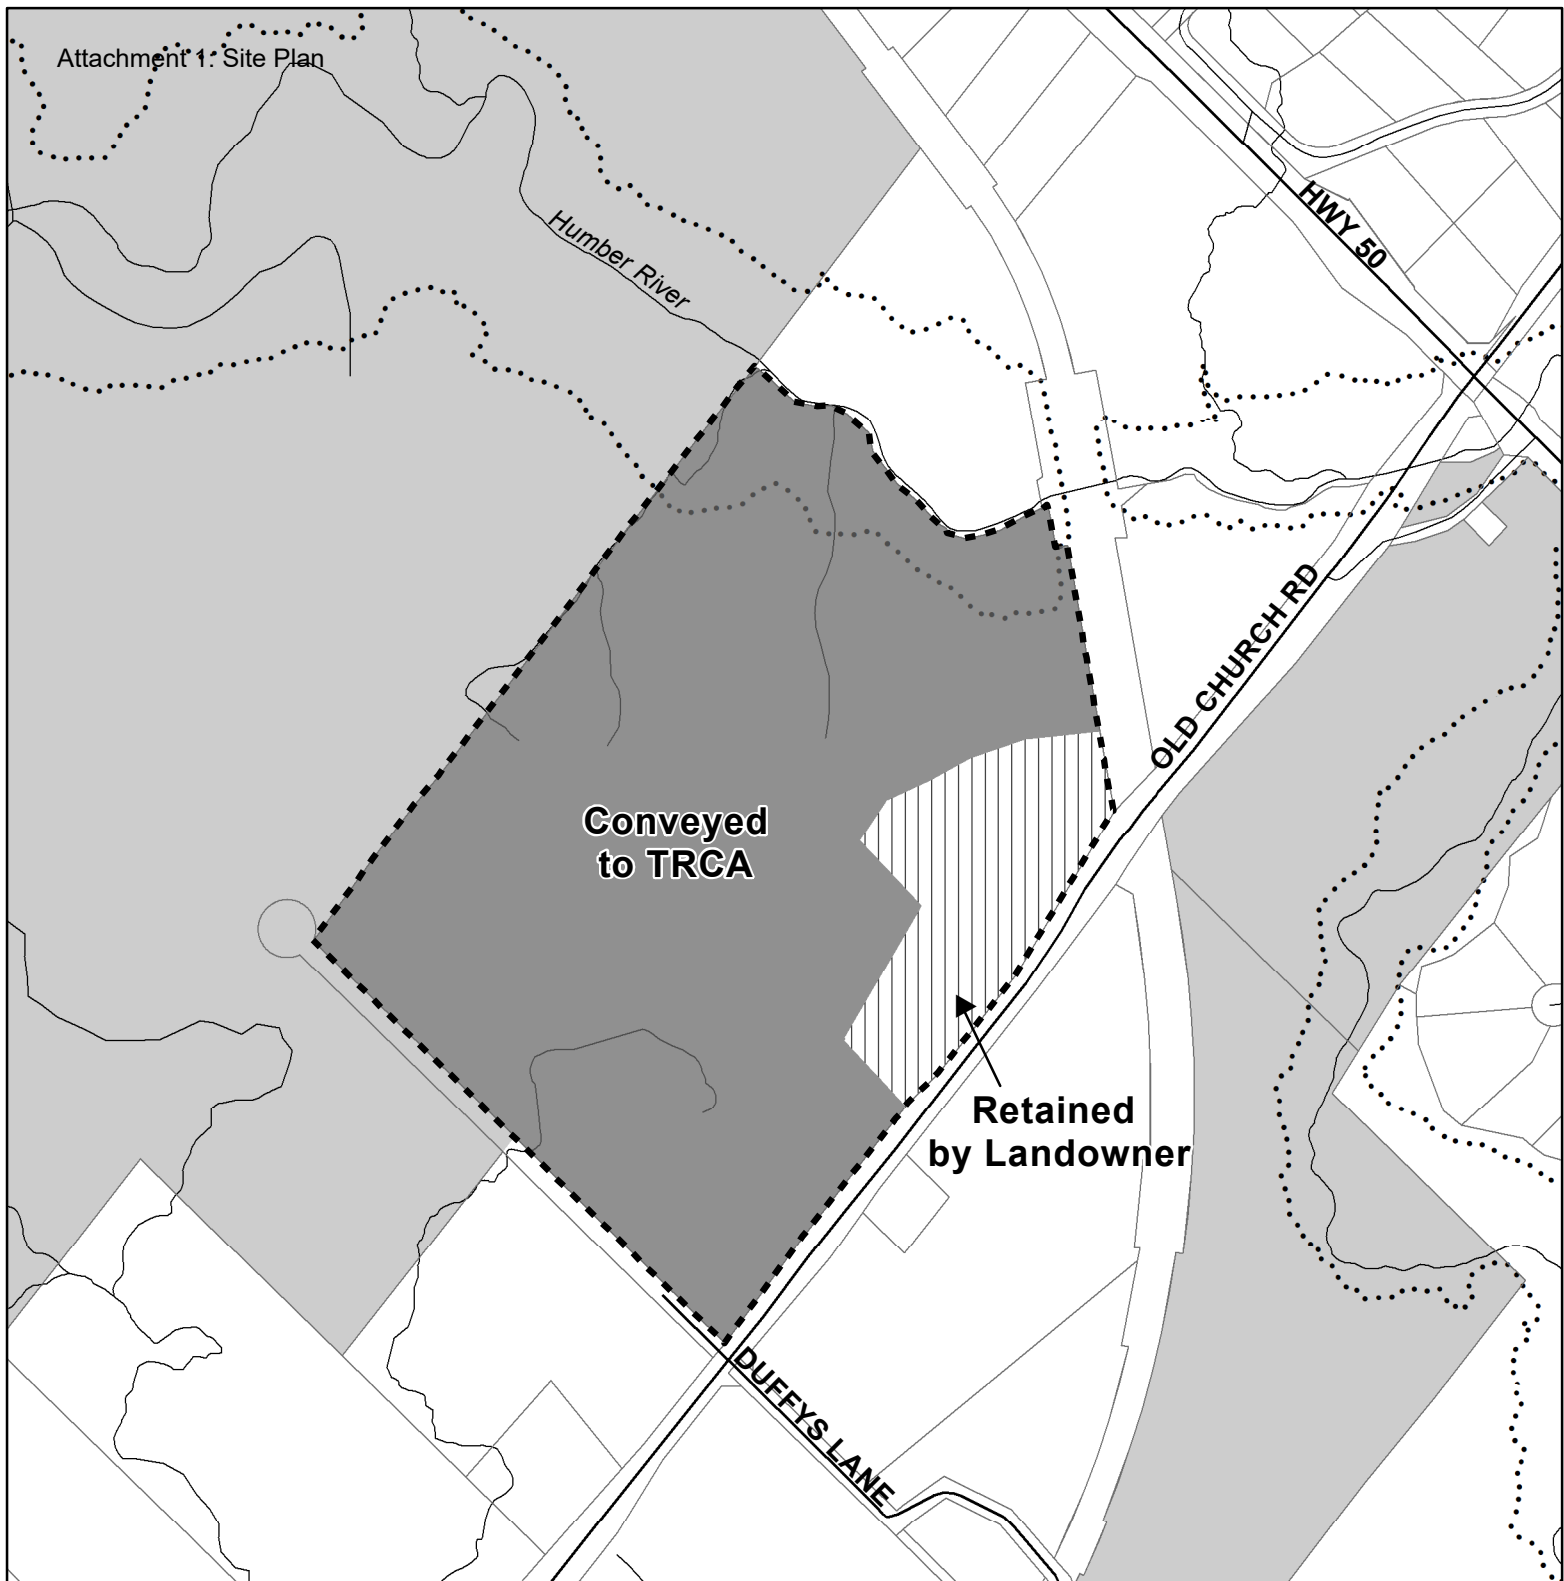 Attachment 1: Site Plan
Humber River
HWY 50
OLD CHURCH RD
Conveyed
to TRCA
Retained
by Landowner
DUFFYS LANE